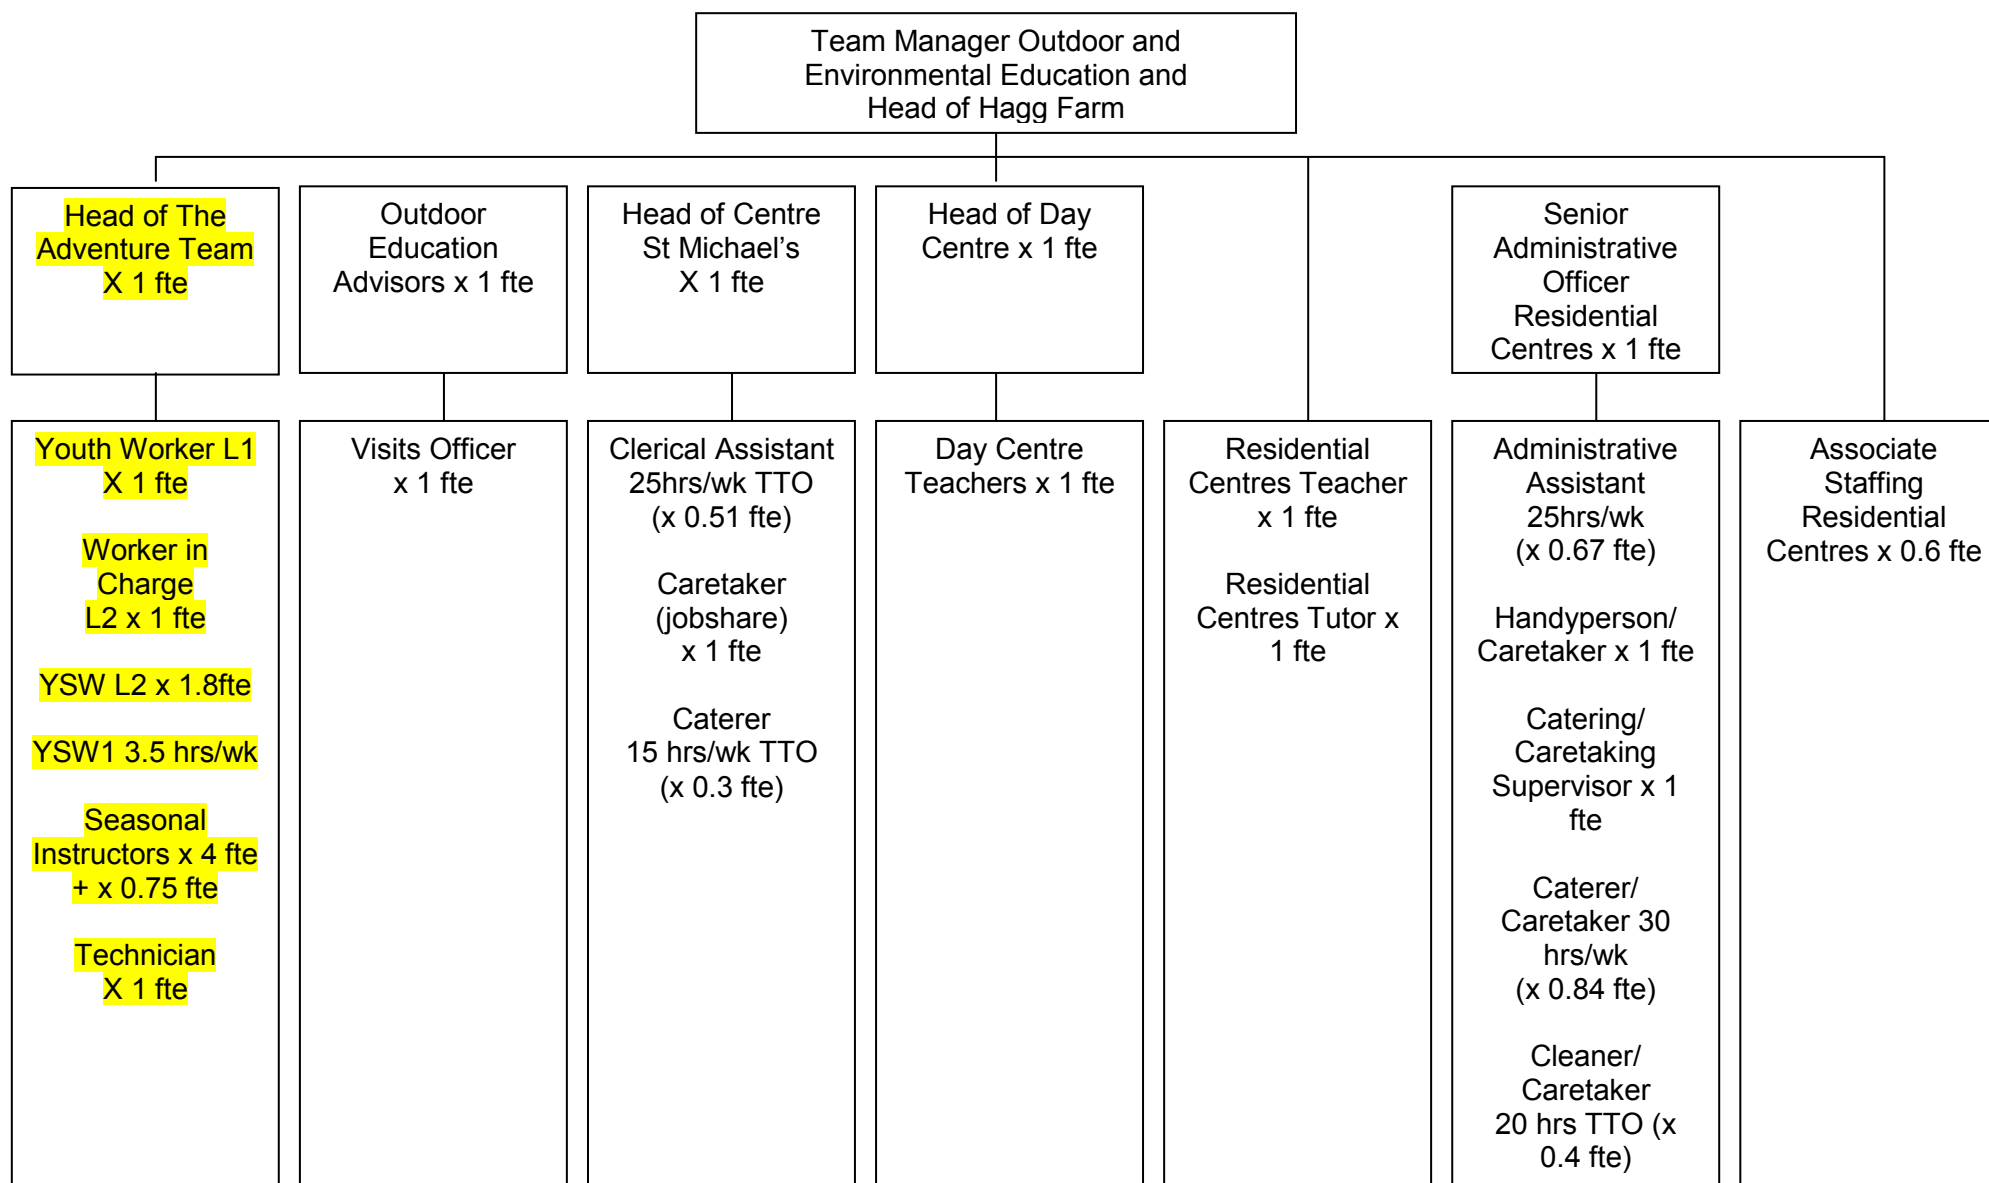 Team Manager Outdoor and
Environmental Education and
Head of Hagg Farm
Head of The
Adventure Team
X 1 fte
Outdoor
Education
Advisors x 1 fte
Head of Centre
St Michael’s
X 1 fte
Head of Day
Centre x 1 fte
Senior
Administrative
Officer
Residential
Centres x 1 fte
Youth Worker L1
X 1 fte
Worker in
Charge
L2 x 1 fte
YSW L2 x 1.8fte
YSW1 3.5 hrs/wk
Seasonal
Instructors x 4 fte
+ x 0.75 fte
Technician
X 1 fte
Visits Officer
x 1 fte
Clerical Assistant
25hrs/wk TTO
(x 0.51 fte)
Caretaker
(jobshare)
x 1 fte
Caterer
15 hrs/wk TTO
(x 0.3 fte)
Day Centre
Teachers x 1 fte
Residential
Centres Teacher
x 1 fte
Residential
Centres Tutor x
1 fte
Administrative
Assistant
25hrs/wk
(x 0.67 fte)
Handyperson/
Caretaker x 1 fte
Catering/
Caretaking
Supervisor x 1
fte
Caterer/
Caretaker 30
hrs/wk
(x 0.84 fte)
Cleaner/
Caretaker
20 hrs TTO (x
0.4 fte)
Associate
Staffing
Residential
Centres x 0.6 fte